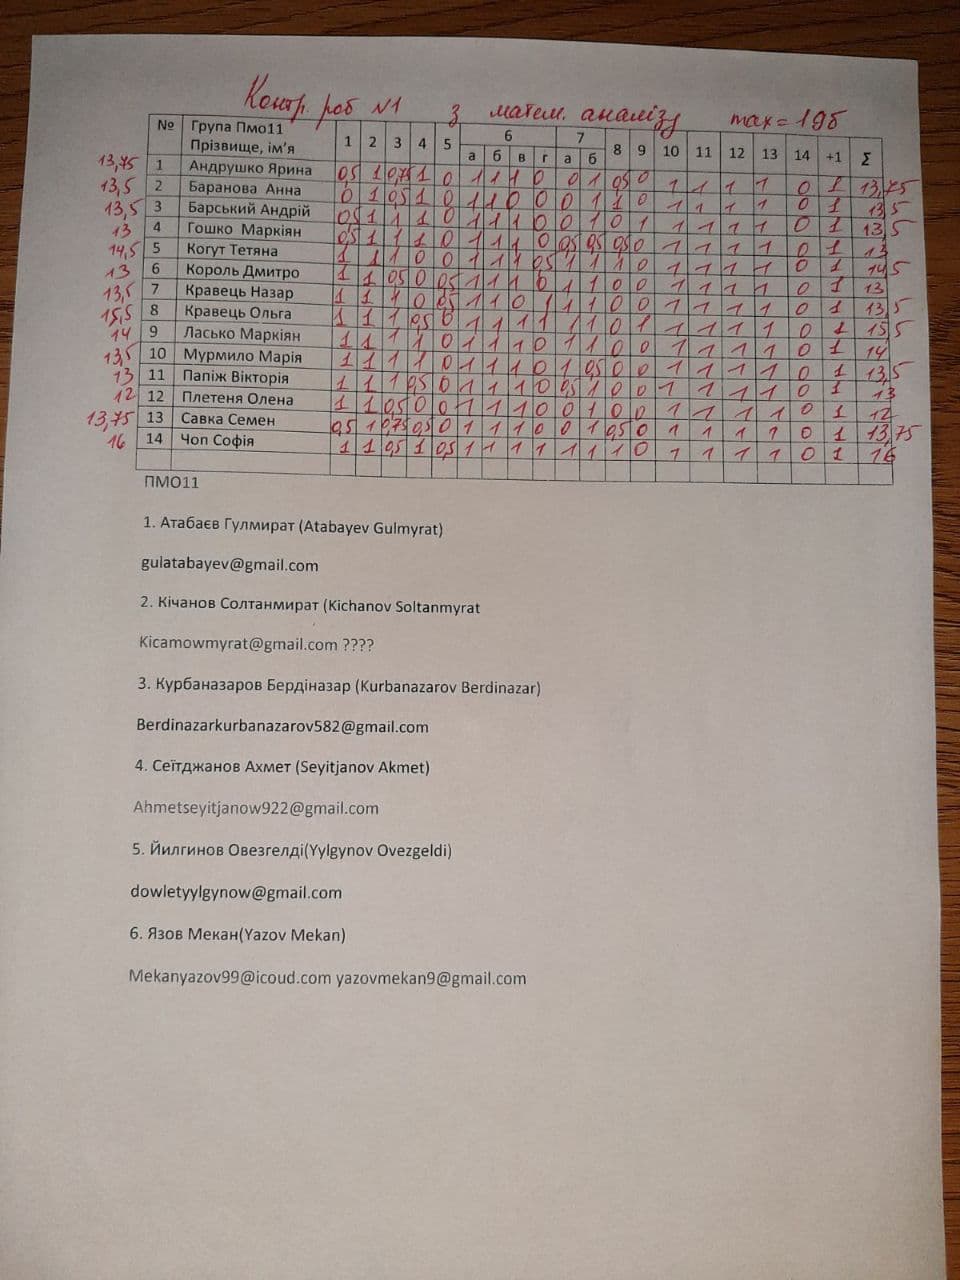 Контр. роб N1 з матем. аналізу max = 19б
№ Група Пмо11 Прізвище, ім'я 1 2 3 4 5 6 7 8 9 10 11 12 13 14 +1 Σ
а б в г а б
13,75 1 Андрушко Ярина 0,5 1 0,75 1 0 1 1 1 0 0 1 0,5 0 1 1 1 1 0 1 13,75
13,5 2 Баранова Анна 0 1 0,5 1 0 1 1 0 0 0 1 1 0 1 1 1 1 0 1 13,5
13,5 3 Барський Андрій 0,5 1 1 1 0 1 1 1 0 0 1 0 1 1 1 1 1 0 1 13,5
13 4 Гошко Маркіян 0,5 1 1 1 0 1 1 1 0 0,5 0,5 0,5 0 1 1 1 1 0 1 13
14,5 5 Когут Тетяна 1 1 1 0 0 1 1 1 0,5 1 1 1 0 1 1 1 1 0 1 14,5
13 6 Король Дмитро 1 1 0,5 0 0,5 1 1 1 0 1 1 0 0 1 1 1 1 0 1 13
13,5 7 Кравець Назар 1 1 1 0 0,5 1 1 0 1 1 1 0 0 1 1 1 1 0 1 13,5
15,5 8 Кравець Ольга 1 1 1 0,5 0 1 1 1 1 1 1 0 1 1 1 1 1 0 1 15,5
14 9 Ласько Маркіян 1 1 1 1 0 1 1 1 0 1 1 0 0 1 1 1 1 0 1 14
13,5 10 Мурмило Марія 1 1 1 1 0 1 1 1 0 1 0,5 0 0 1 1 1 1 0 1 13,5
13 11 Папіж Вікторія 1 1 1 0,5 0 1 1 1 0 0,5 1 0 0 1 1 1 1 0 1 13
12 12 Плетеня Олена 1 1 0,5 0 0 1 1 1 0 0 1 0 0 1 1 1 1 0 1 12
13,75 13 Савка Семен 0,5 1 0,75 0,5 0 1 1 1 0 0 1 0,5 0 1 1 1 1 0 1 13,75
16 14 Чоп Софія 1 1 0,5 1 0,5 1 1 1 1 1 1 1 0 1 1 1 1 0 1 16
ПМО11
1. Атабаєв Гулмират (Atabayev Gulmyrat)
gulatabayev@gmail.com
2. Кічанов Солтанмират (Kichanov Soltanmyrat
Kicamowmyrat@gmail.com ????
3. Курбаназаров Бердіназар (Kurbanazarov Berdinazar)
Berdinazarkurbanazarov582@gmail.com
4. Сеїтджанов Ахмет (Seyitjanov Akmet)
Ahmetseyitjanow922@gmail.com
5. Йилгинов Овезгелді(Yylgynov Ovezgeldi)
dowletyylgynow@gmail.com
6. Язов Мекан(Yazov Mekan)
Mekanyazov99@icoud.com yazovmekan9@gmail.com